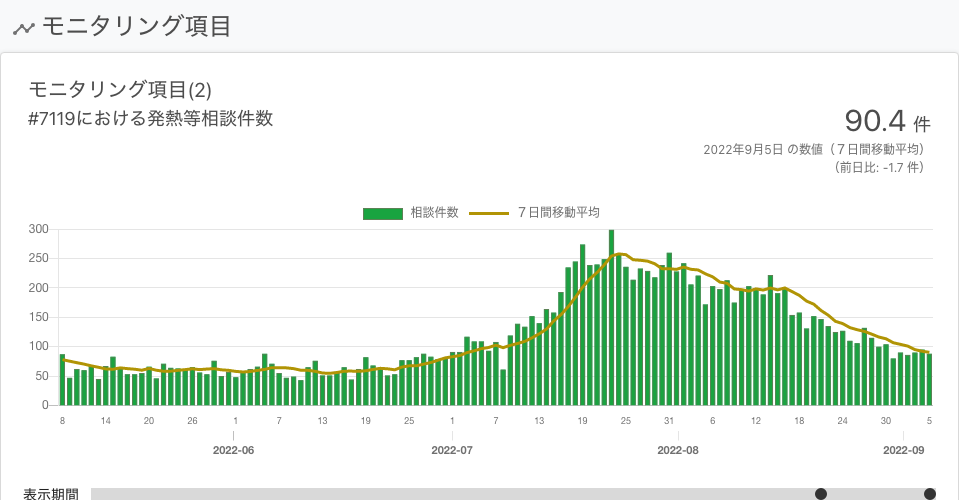 モニタリング項目
モニタリング項目(2)
#7119における発熱等相談件数
90.4 件
2022年9月5日 の数値（７日間移動平均）
（前日比: -1.7 件）
相談件数 ７日間移動平均
300
250
200
150
100
50
0
8 14 20 26 1 7 13 19 25 1 7 13 19 25 31 6 12 18 24 30 5
2022-06 2022-07 2022-08 2022-09
表示期間